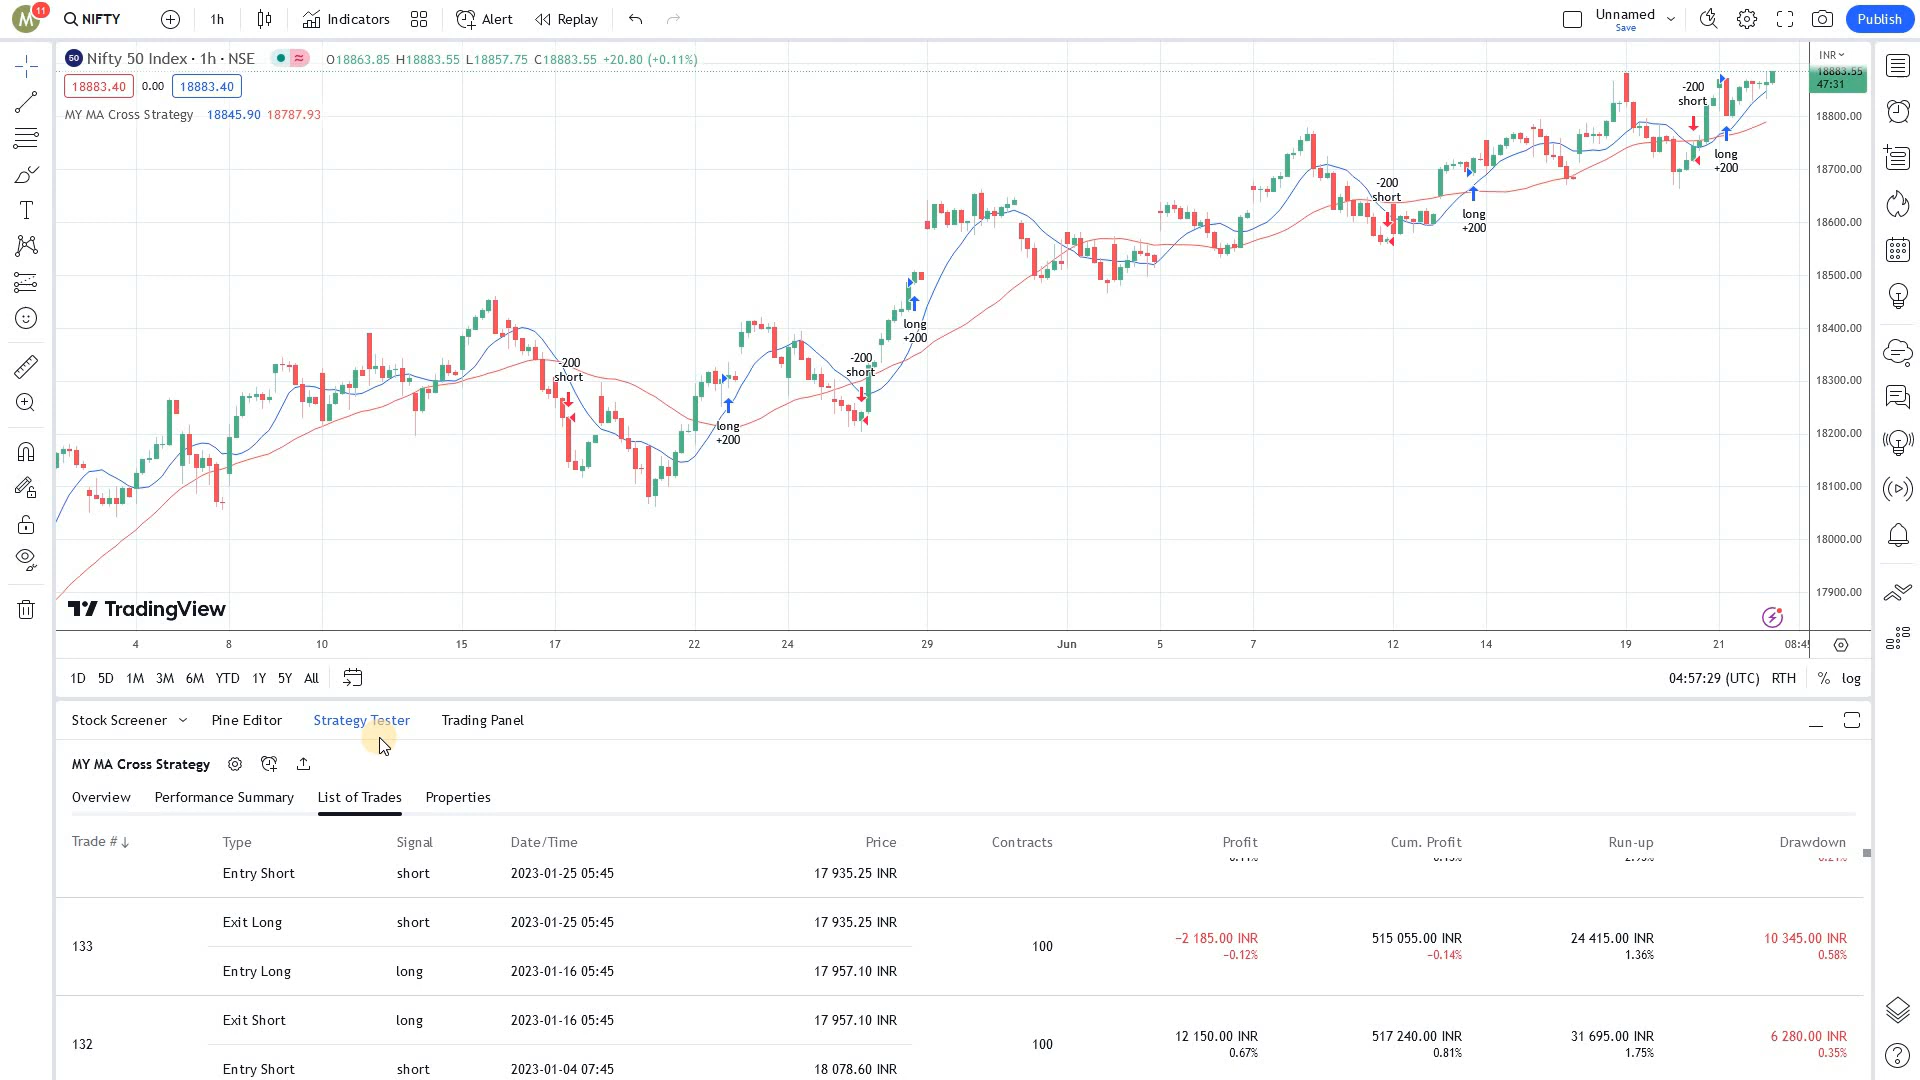 M
11
NIFTY
1h
Indicators
Alert
Replay
Unnamed
Save
Publish
50
Nifty 50 Index · 1h · NSE
O18863.85 H18883.55 L18857.75 C18883.55 +20.80 (+0.11%)
18883.40
0.00
18883.40
MY MA Cross Strategy 18845.90 18787.93
INR
18883.55
47:31
18800.00
18700.00
18600.00
18500.00
18400.00
18300.00
18200.00
18100.00
18000.00
17900.00
-200
short
long
+200
-200
short
long
+200
-200
short
long
+200
-200
short
long
+200
TradingView
4
8
10
15
17
22
24
29
Jun
5
7
12
14
19
21
1D
5D
1M
3M
6M
YTD
1Y
5Y
All
04:57:29 (UTC)
RTH
%
log
Stock Screener
Pine Editor
Strategy Tester
Trading Panel
MY MA Cross Strategy
Overview
Performance Summary
List of Trades
Properties
Trade # Type Signal Date/Time Price Contracts Profit Cum. Profit Run-up Drawdown
Entry Short short 2023-01-25 05:45 17 935.25 INR
Exit Long short 2023-01-25 05:45 17 935.25 INR
133 100 −2 185.00 INR 515 055.00 INR 24 415.00 INR 10 345.00 INR
−0.12% −0.14% 1.36% 0.58%
Entry Long long 2023-01-16 05:45 17 957.10 INR
Exit Short long 2023-01-16 05:45 17 957.10 INR
132 100 12 150.00 INR 517 240.00 INR 31 695.00 INR 6 280.00 INR
0.67% 0.81% 1.75% 0.35%
Entry Short short 2023-01-04 07:45 18 078.60 INR